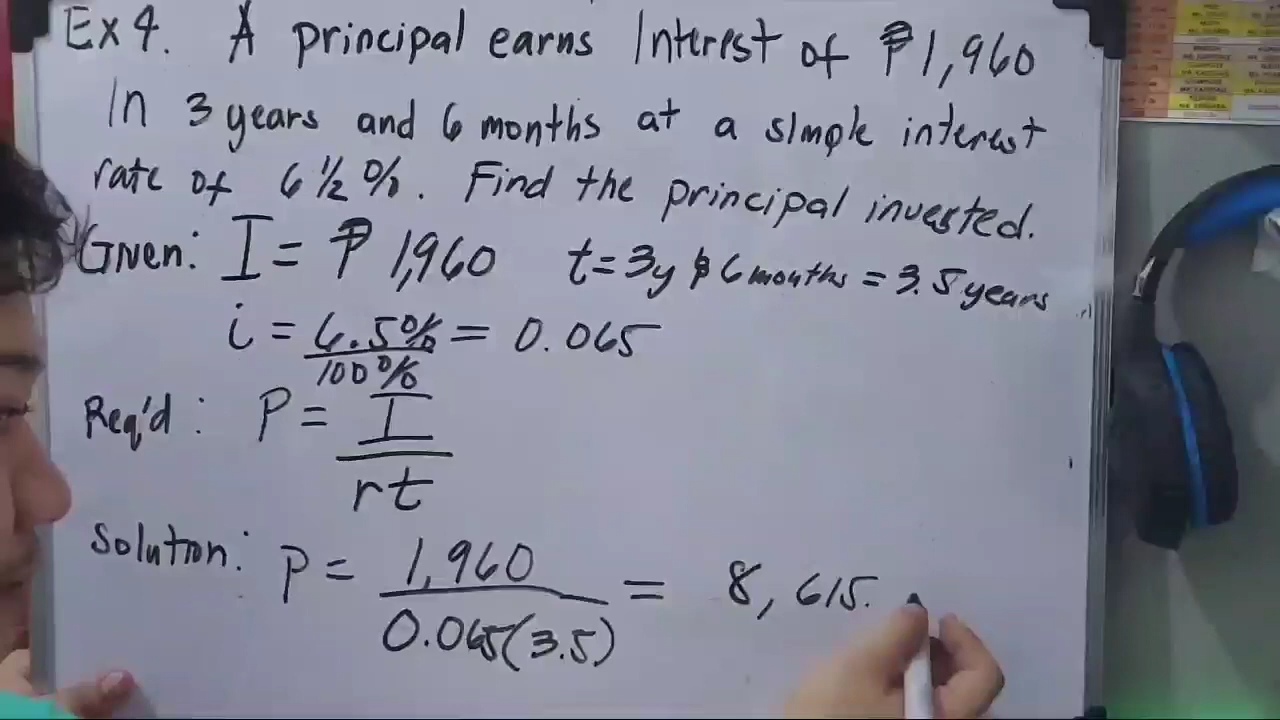 Ex 4. A principal earns Interest of ₱1,960
In 3 years and 6 months at a simple interest
rate of 6 ½ %. Find the principal invested.
Given: I = ₱ 1,960 t = 3y & 6 months = 3.5 years
i = 6.5% = 0.065
100%
Req'd : P = I
rt
Solution: P = 1,960 = 8, 615.
0.065(3.5)